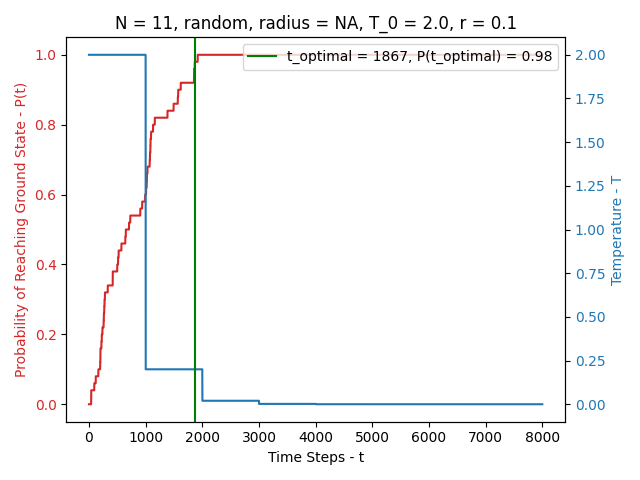 N = 11, random, radius = NA, T_0 = 2.0, r = 0.1
t_optimal = 1867, P(t_optimal) = 0.98
Probability of Reaching Ground State - P(t)
1.0
0.8
0.6
0.4
0.2
0.0
2.00
1.75
1.50
1.25
1.00
0.75
0.50
0.25
0.00
Temperature - T
0 1000 2000 3000 4000 5000 6000 7000 8000
Time Steps - t